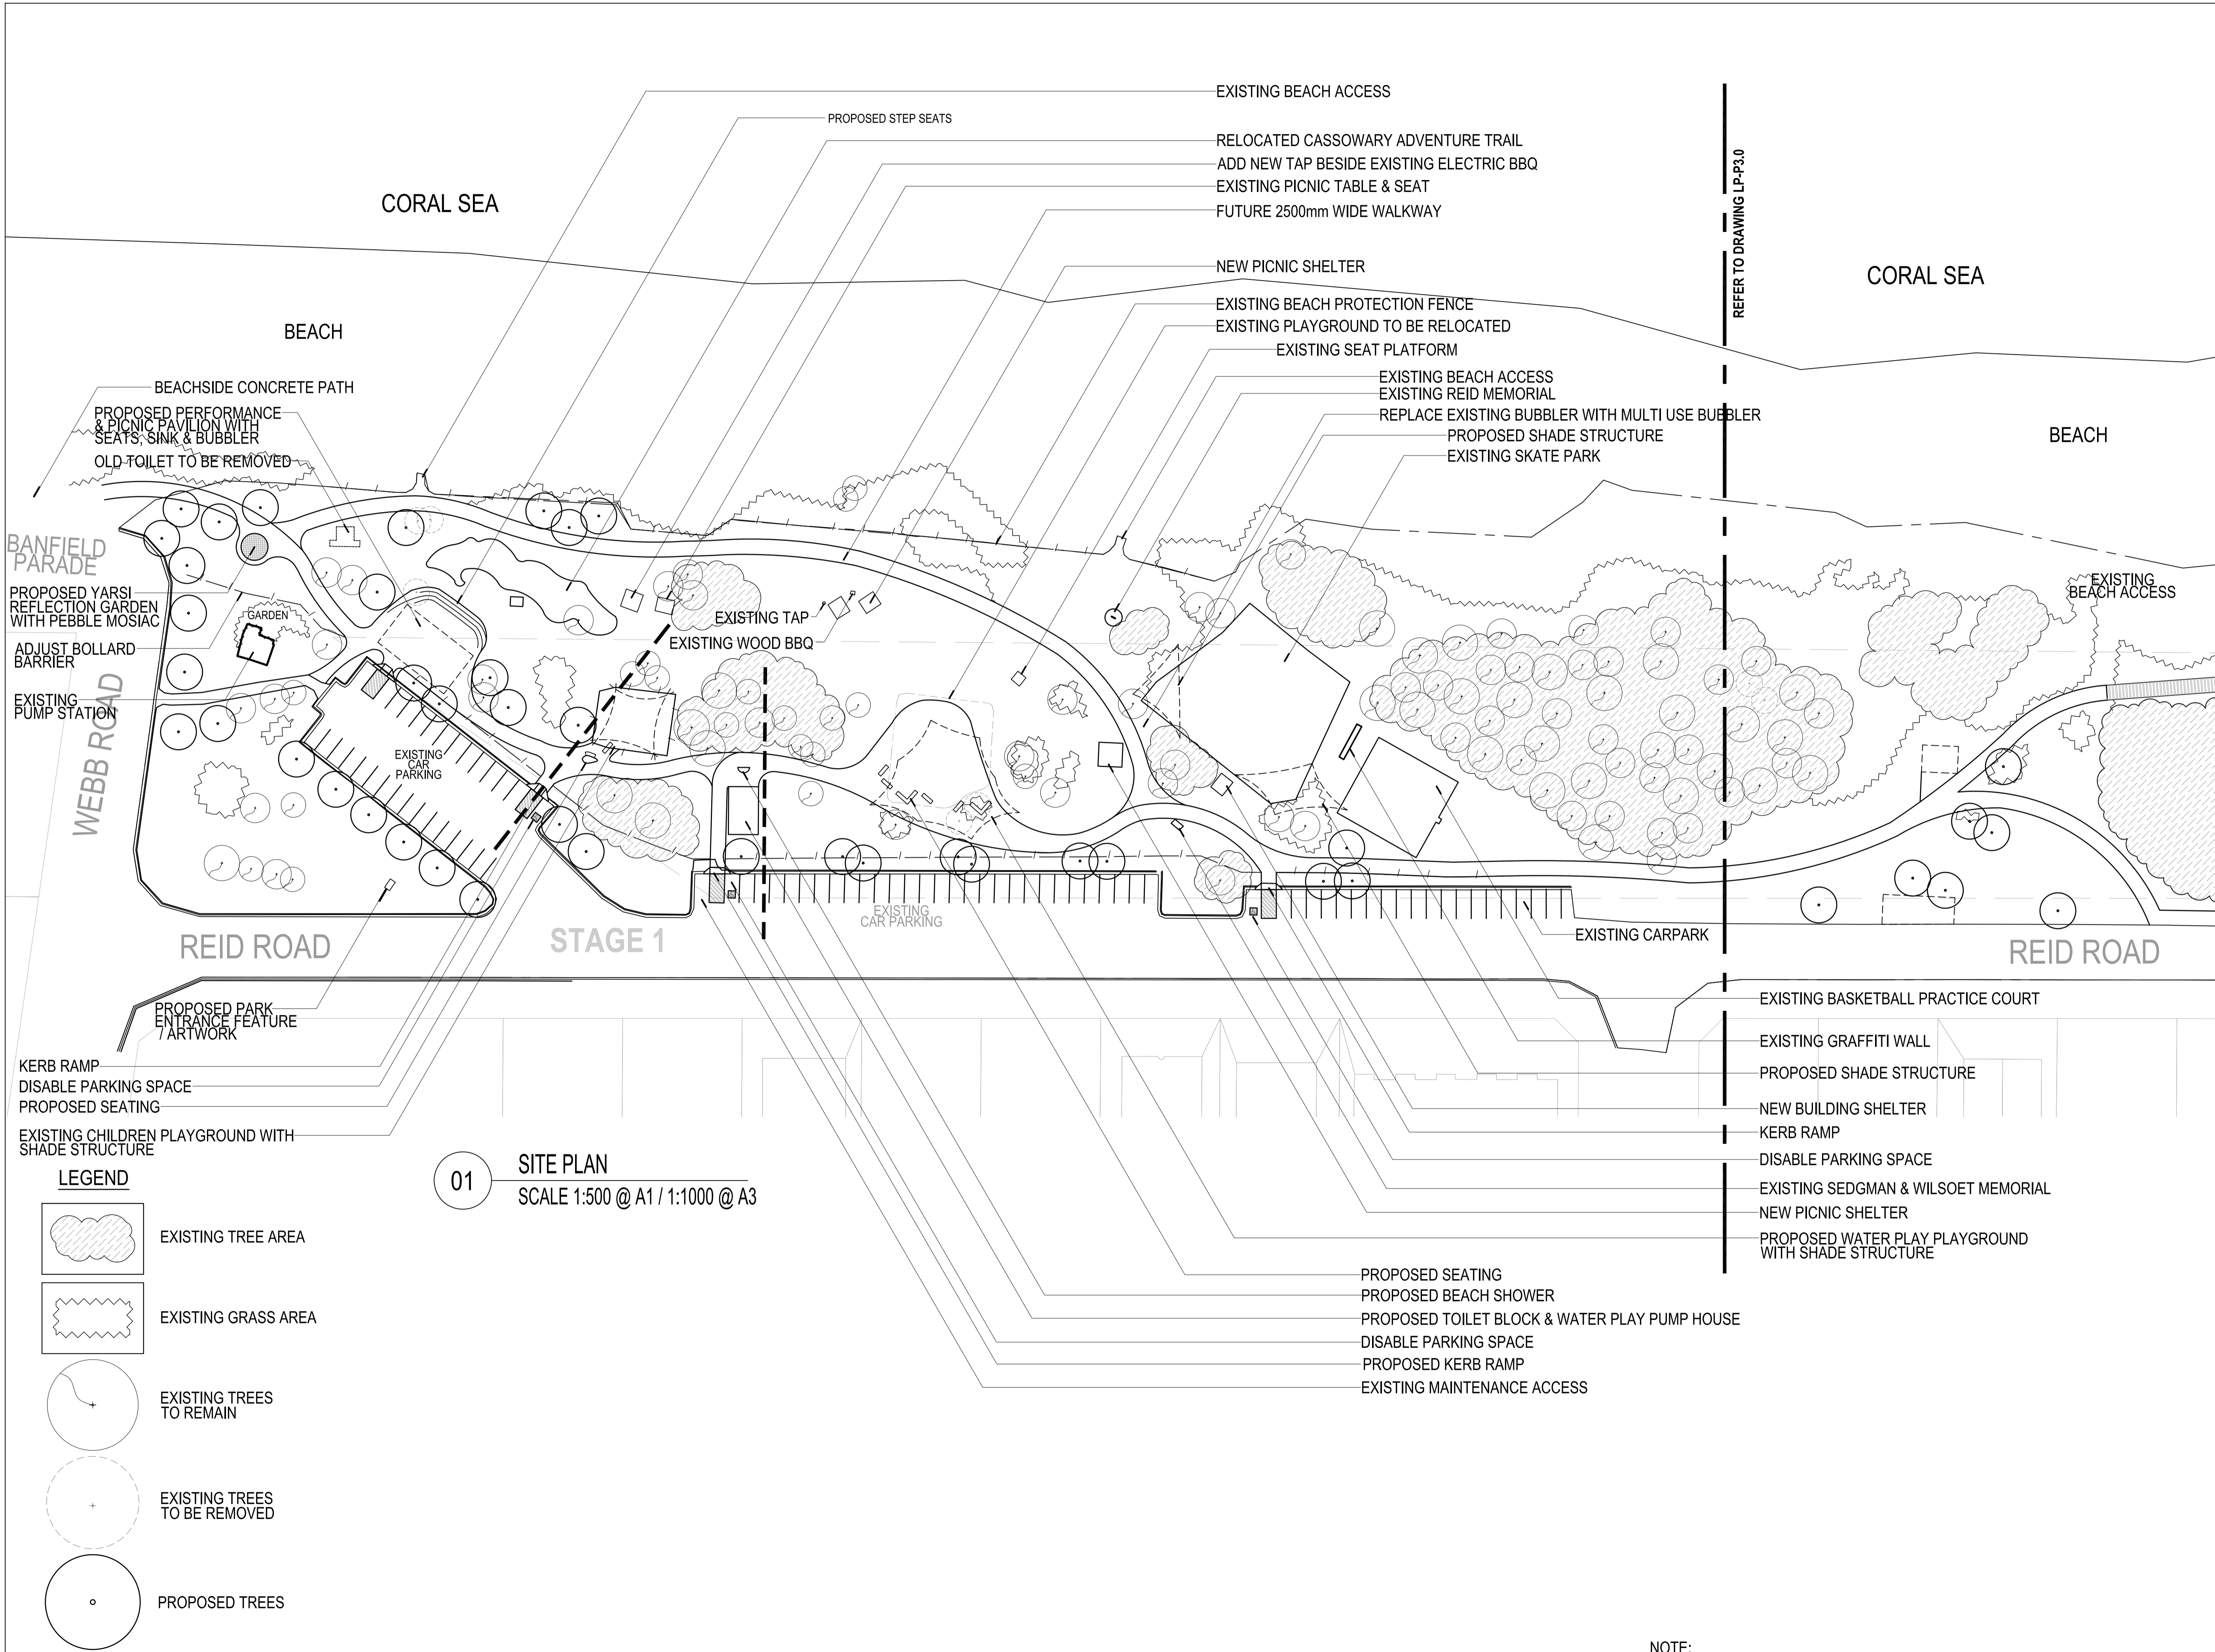 EXISTING BEACH ACCESS
PROPOSED STEP SEATS
RELOCATED CASSOWARY ADVENTURE TRAIL
ADD NEW TAP BESIDE EXISTING ELECTRIC BBQ
EXISTING PICNIC TABLE & SEAT
FUTURE 2500mm WIDE WALKWAY
CORAL SEA
NEW PICNIC SHELTER
EXISTING BEACH PROTECTION FENCE
EXISTING PLAYGROUND TO BE RELOCATED
EXISTING SEAT PLATFORM
EXISTING BEACH ACCESS
EXISTING REID MEMORIAL
REPLACE EXISTING BUBBLER WITH MULTI USE BUBBLER
PROPOSED SHADE STRUCTURE
EXISTING SKATE PARK
REFER TO DRAWING LP-P3.0
CORAL SEA
BEACH
BEACH
BEACHSIDE CONCRETE PATH
PROPOSED PERFORMANCE
& PICNIC PAVILION WITH
SEATS, SINK & BUBBLER
OLD TOILET TO BE REMOVED
BANFIELD
PARADE
PROPOSED YARSI
REFLECTION GARDEN
WITH PEBBLE MOSIAC
GARDEN
ADJUST BOLLARD
BARRIER
EXISTING
PUMP STATION
WEBB ROAD
EXISTING TAP
EXISTING WOOD BBQ
EXISTING
CAR
PARKING
EXISTING
BEACH ACCESS
EXISTING
CAR PARKING
EXISTING CARPARK
REID ROAD
STAGE 1
REID ROAD
PROPOSED PARK
ENTRANCE FEATURE
/ ARTWORK
KERB RAMP
DISABLE PARKING SPACE
PROPOSED SEATING
EXISTING CHILDREN PLAYGROUND WITH
SHADE STRUCTURE
EXISTING BASKETBALL PRACTICE COURT
EXISTING GRAFFITI WALL
PROPOSED SHADE STRUCTURE
NEW BUILDING SHELTER
KERB RAMP
DISABLE PARKING SPACE
EXISTING SEDGMAN & WILSOET MEMORIAL
NEW PICNIC SHELTER
PROPOSED WATER PLAY PLAYGROUND
WITH SHADE STRUCTURE
PROPOSED SEATING
PROPOSED BEACH SHOWER
PROPOSED TOILET BLOCK & WATER PLAY PUMP HOUSE
DISABLE PARKING SPACE
PROPOSED KERB RAMP
EXISTING MAINTENANCE ACCESS
01
SITE PLAN
SCALE 1:500 @ A1 / 1:1000 @ A3
LEGEND
EXISTING TREE AREA
EXISTING GRASS AREA
EXISTING TREES
TO REMAIN
EXISTING TREES
TO BE REMOVED
PROPOSED TREES
NOTE: